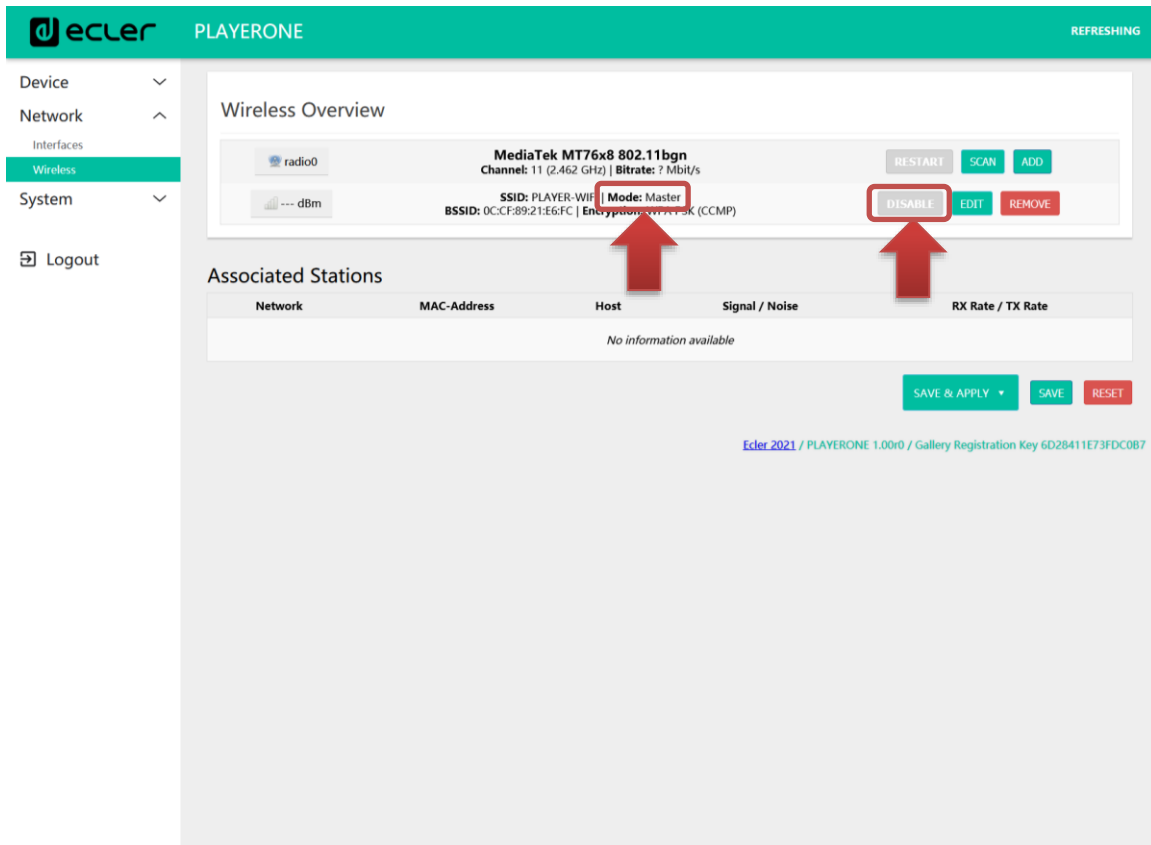 ecler
PLAYERONE
REFRESHING
Device
Network
Interfaces
Wireless
System
Logout
Wireless Overview
radio0
MediaTek MT76x8 802.11bgn
Channel: 11 (2.462 GHz) | Bitrate: ? Mbit/s
RESTART SCAN ADD
--- dBm
SSID: PLAYER-WIFI | Mode: Master
BSSID: 0C:CF:89:21:E6:FC | Encryption: WPA PSK (CCMP)
DISABLE EDIT REMOVE
Associated Stations
Network MAC-Address Host Signal / Noise RX Rate / TX Rate
No information available
SAVE & APPLY SAVE RESET
Ecler 2021 / PLAYERONE 1.00r0 / Gallery Registration Key 6D28411E73FDC0B7